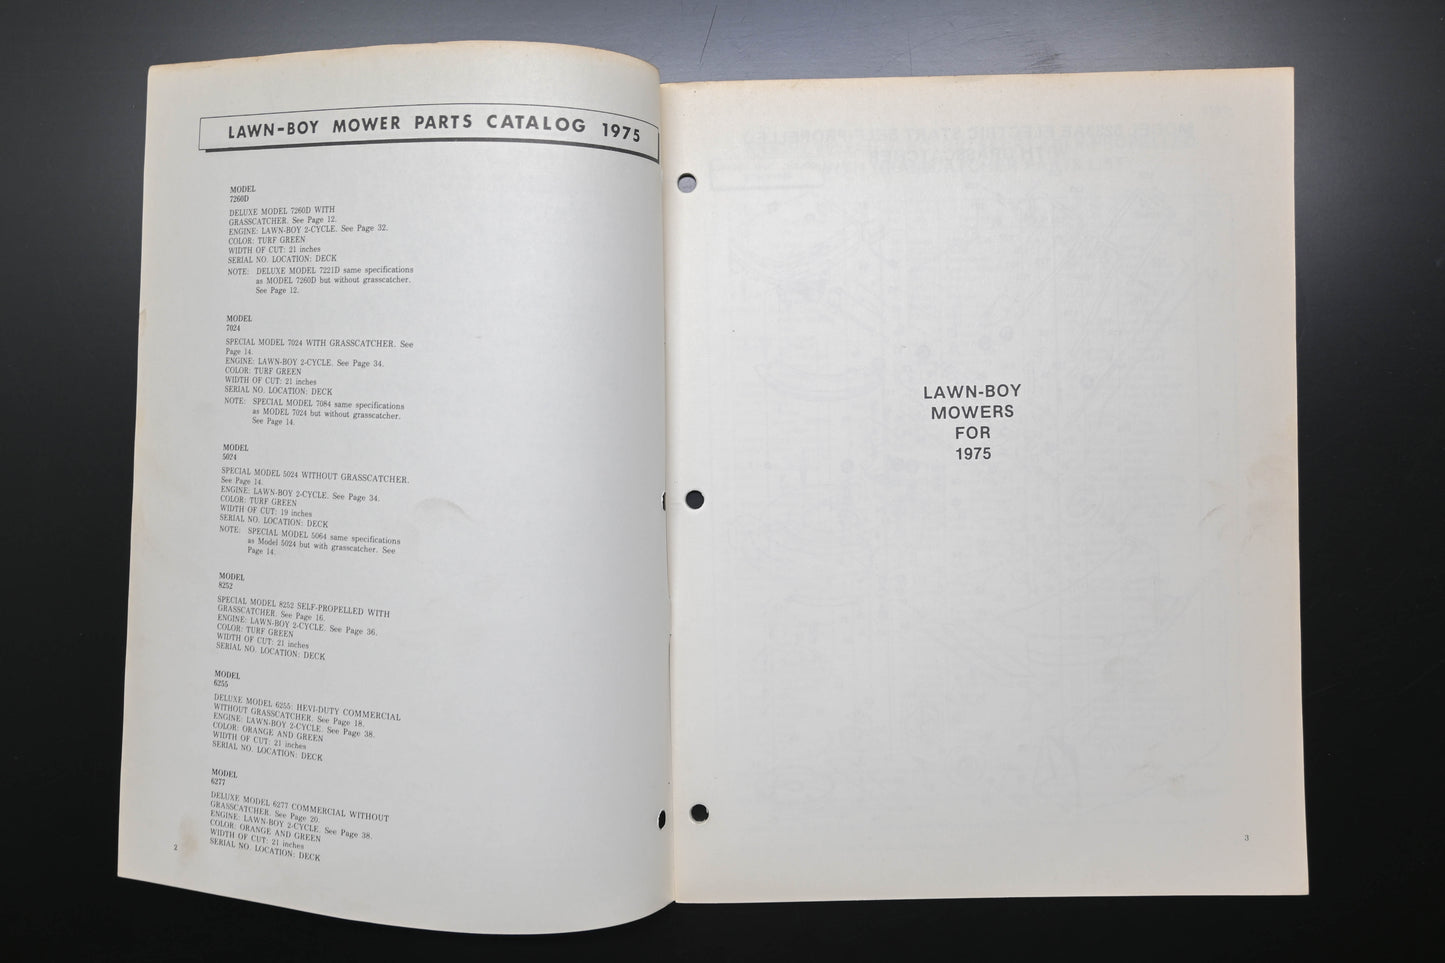 LAWN-BOY MOWER PARTS CATALOG 1975
MODEL
7260D
DELUXE MODEL 7260D WITH
GRASSCATCHER. See Page 12.
ENGINE: LAWN-BOY 2-CYCLE. See Page 32.
COLOR: TURF GREEN
WIDTH OF CUT: 21 inches
SERIAL NO. LOCATION: DECK
NOTE: DELUXE MODEL 7221D same specifications
as MODEL 7260D but without grasscatcher.
See Page 12.
MODEL
7024
SPECIAL MODEL 7024 WITH GRASSCATCHER. See
Page 14.
ENGINE: LAWN-BOY 2-CYCLE. See Page 34.
COLOR: TURF GREEN
WIDTH OF CUT: 21 inches
SERIAL NO. LOCATION: DECK
NOTE: SPECIAL MODEL 7084 same specifications
as MODEL 7024 but without grasscatcher.
See Page 14.
MODEL
5024
SPECIAL MODEL 5024 WITHOUT GRASSCATCHER.
See Page 14.
ENGINE: LAWN-BOY 2-CYCLE. See Page 34.
COLOR: TURF GREEN
WIDTH OF CUT: 19 inches
SERIAL NO. LOCATION: DECK
NOTE: SPECIAL MODEL 5064 same specifications
as Model 5024 but with grasscatcher. See
Page 14.
MODEL
8252
SPECIAL MODEL 8252 SELF-PROPELLED WITH
GRASSCATCHER. See Page 16.
ENGINE: LAWN-BOY 2-CYCLE. See Page 36.
COLOR: TURF GREEN
WIDTH OF CUT: 21 inches
SERIAL NO. LOCATION: DECK
MODEL
6255
DELUXE MODEL 6255: HEVI-DUTY COMMERCIAL
WITHOUT GRASSCATCHER. See Page 18.
ENGINE: LAWN-BOY 2-CYCLE. See Page 38.
COLOR: ORANGE AND GREEN
WIDTH OF CUT: 21 inches
SERIAL NO. LOCATION: DECK
MODEL
6277
DELUXE MODEL 6277 COMMERCIAL WITHOUT
GRASSCATCHER. See Page 20.
ENGINE: LAWN-BOY 2-CYCLE. See Page 38.
COLOR: ORANGE AND GREEN
WIDTH OF CUT: 21 inches
SERIAL NO. LOCATION: DECK
2
LAWN-BOY
MOWERS
FOR
1975
3